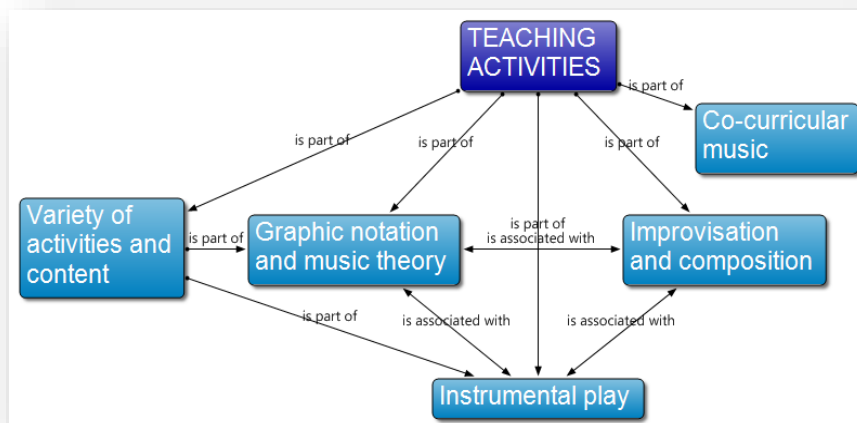 TEACHING
ACTIVITIES
is part of
Co-curricular
music
is part of
is part of
is part of
Variety of
activities and
content
is part of
Graphic notation
and music theory
is part of
is associated with
Improvisation
and composition
is part of
is associated with
is associated with
Instrumental play